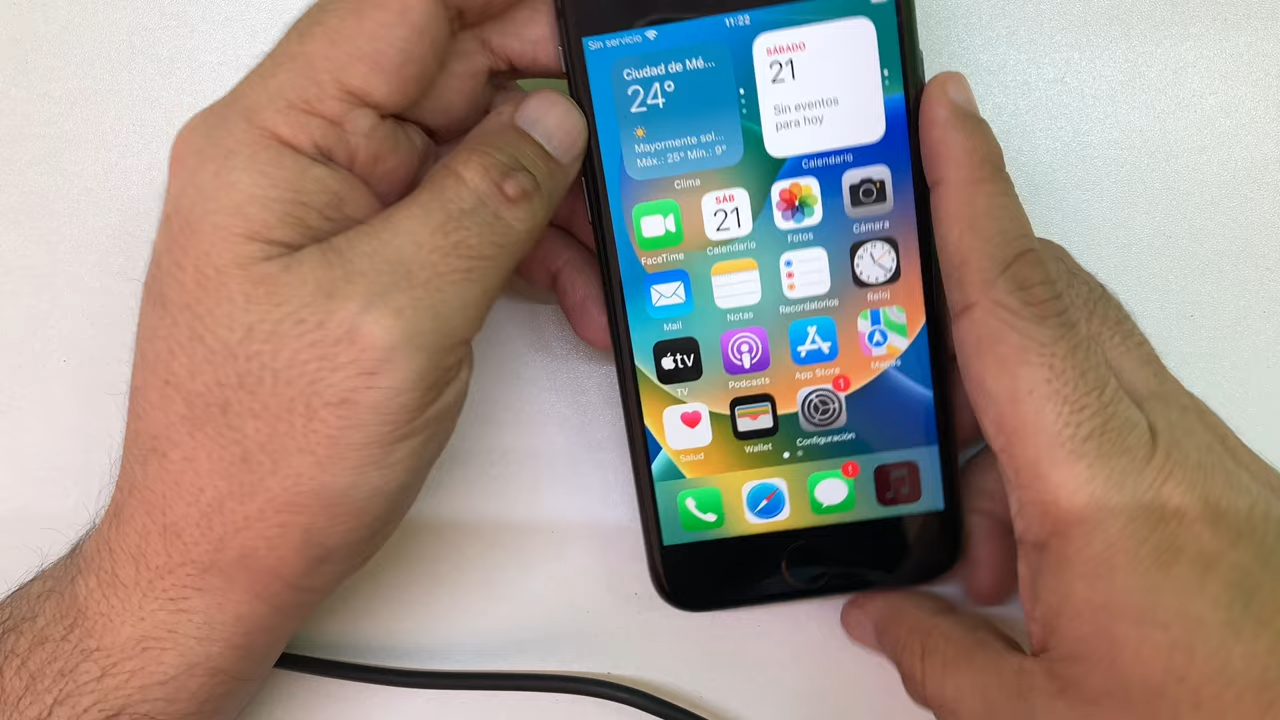 Sin servicio
11:22
Ciudad de Mé...
24°
Mayormente sol...
Máx.: 25° Mín.: 9°
Clima
SÁBADO
21
Sin eventos
para hoy
Calendario
FaceTime
SÁB
21
Calendario
Fotos
Cámara
Mail
Notas
Recordatorios
Reloj
tv
TV
Podcasts
App Store
Mapas
Salud
Wallet
1
Configuración
1